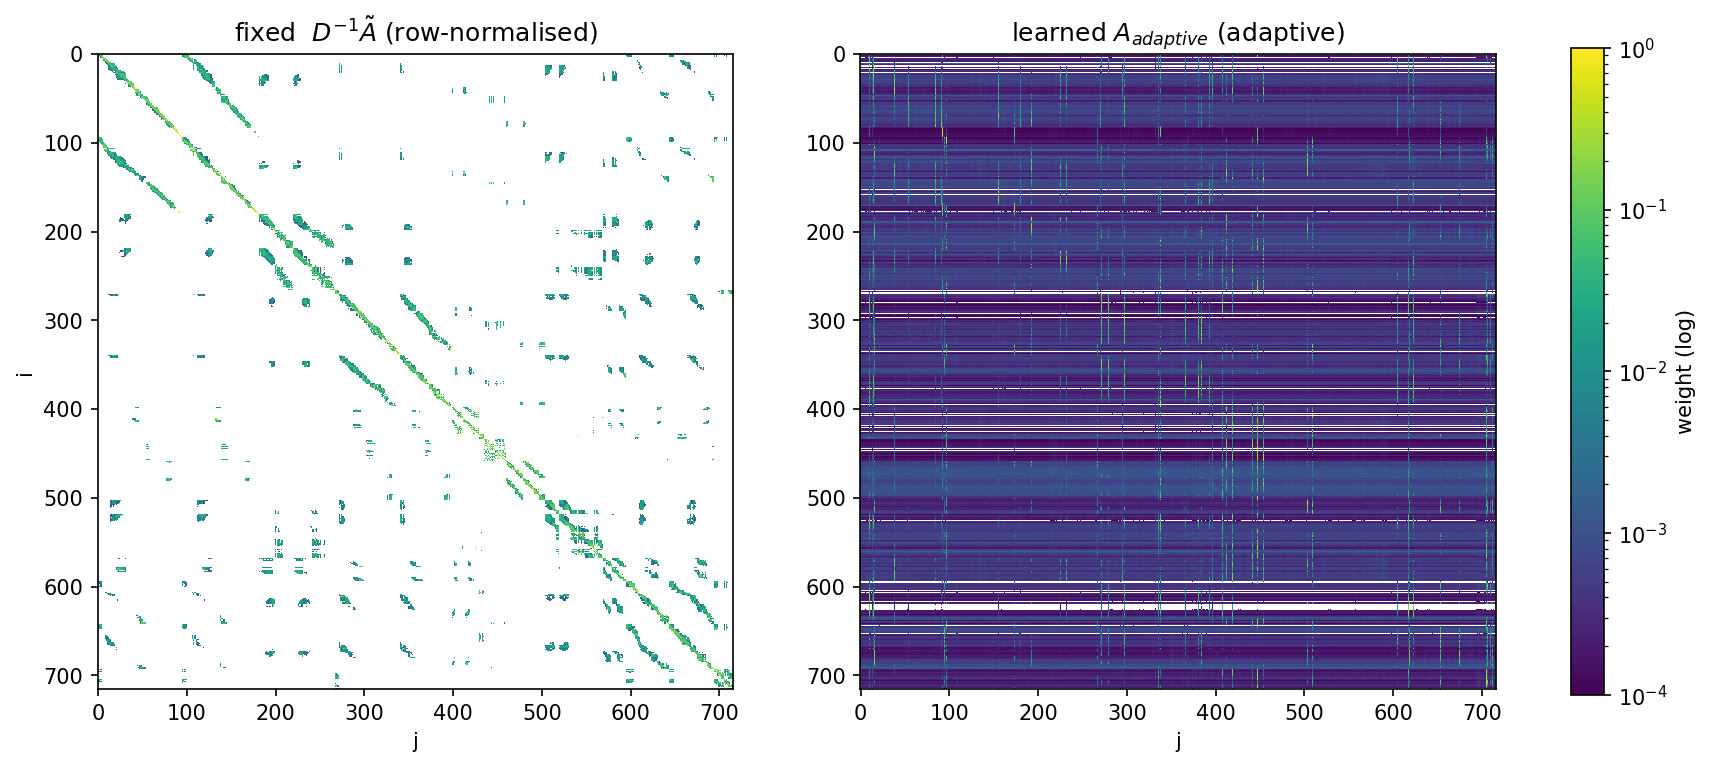 fixed D⁻¹Ã (row-normalised)
learned A_adaptive (adaptive)
0
100
200
300
400
500
600
700
i
0 100 200 300 400 500 600 700
j
0
100
200
300
400
500
600
700
0 100 200 300 400 500 600 700
j
10⁰
10⁻¹
10⁻²
10⁻³
10⁻⁴
weight (log)